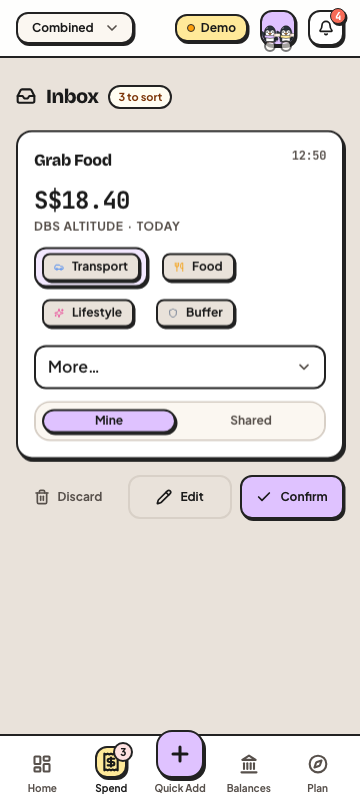 Combined
Demo
4
Inbox
3 to sort
Grab Food
12:50
S$18.40
DBS ALTITUDE · TODAY
Transport
Food
Lifestyle
Buffer
More...
Mine
Shared
Discard
Edit
Confirm
3
Home
Spend
Quick Add
Balances
Plan